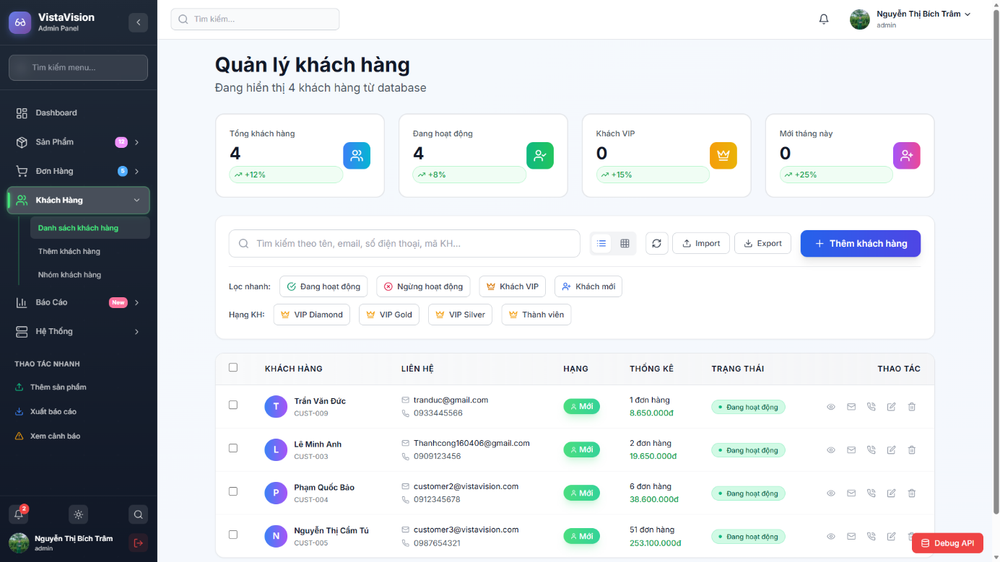 VistaVision
Admin Panel
Tìm kiếm menu...
Dashboard
Sản Phẩm 12
Đơn Hàng 5
Khách Hàng
Danh sách khách hàng
Thêm khách hàng
Nhóm khách hàng
Báo Cáo New
Hệ Thống
THAO TÁC NHANH
Thêm sản phẩm
Xuất báo cáo
Xem cảnh báo
2
Nguyễn Thị Bích Trâm
admin
Tìm kiếm...
Nguyễn Thị Bích Trâm
admin
Quản lý khách hàng
Đang hiển thị 4 khách hàng từ database
Tổng khách hàng
4
+12%
Đang hoạt động
4
+8%
Khách VIP
0
+15%
Mới tháng này
0
+25%
Tìm kiếm theo tên, email, số điện thoại, mã KH... Import Export Thêm khách hàng
Lọc nhanh: Đang hoạt động Ngừng hoạt động Khách VIP Khách mới
Hạng KH: VIP Diamond VIP Gold VIP Silver Thành viên
KHÁCH HÀNG LIÊN HỆ HẠNG THỐNG KÊ TRẠNG THÁI THAO TÁC
T Trần Văn Đức tranduc@gmail.com Mới 1 đơn hàng Đang hoạt động
CUST-009 0933445566 8.650.000đ
L Lê Minh Anh Thanhcong160406@gmail.com Mới 2 đơn hàng Đang hoạt động
CUST-003 0909123456 19.650.000đ
P Phạm Quốc Bảo customer2@vistavision.com Mới 6 đơn hàng Đang hoạt động
CUST-004 0912345678 38.600.000đ
N Nguyễn Thị Cẩm Tú customer3@vistavision.com Mới 51 đơn hàng Đang hoạt động
CUST-005 0987654321 253.100.000đ
Debug API